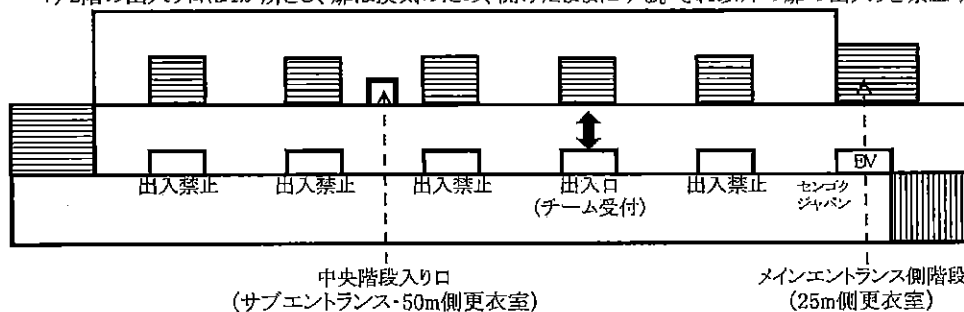 出入禁止 出入禁止 出入禁止 出入口 出入禁止 EV
(チーム受付)
センゴク
ジャパン
中央階段入り口
(サブエントランス・50m側更衣室)
メインエントランス側階段
(25m側更衣室)